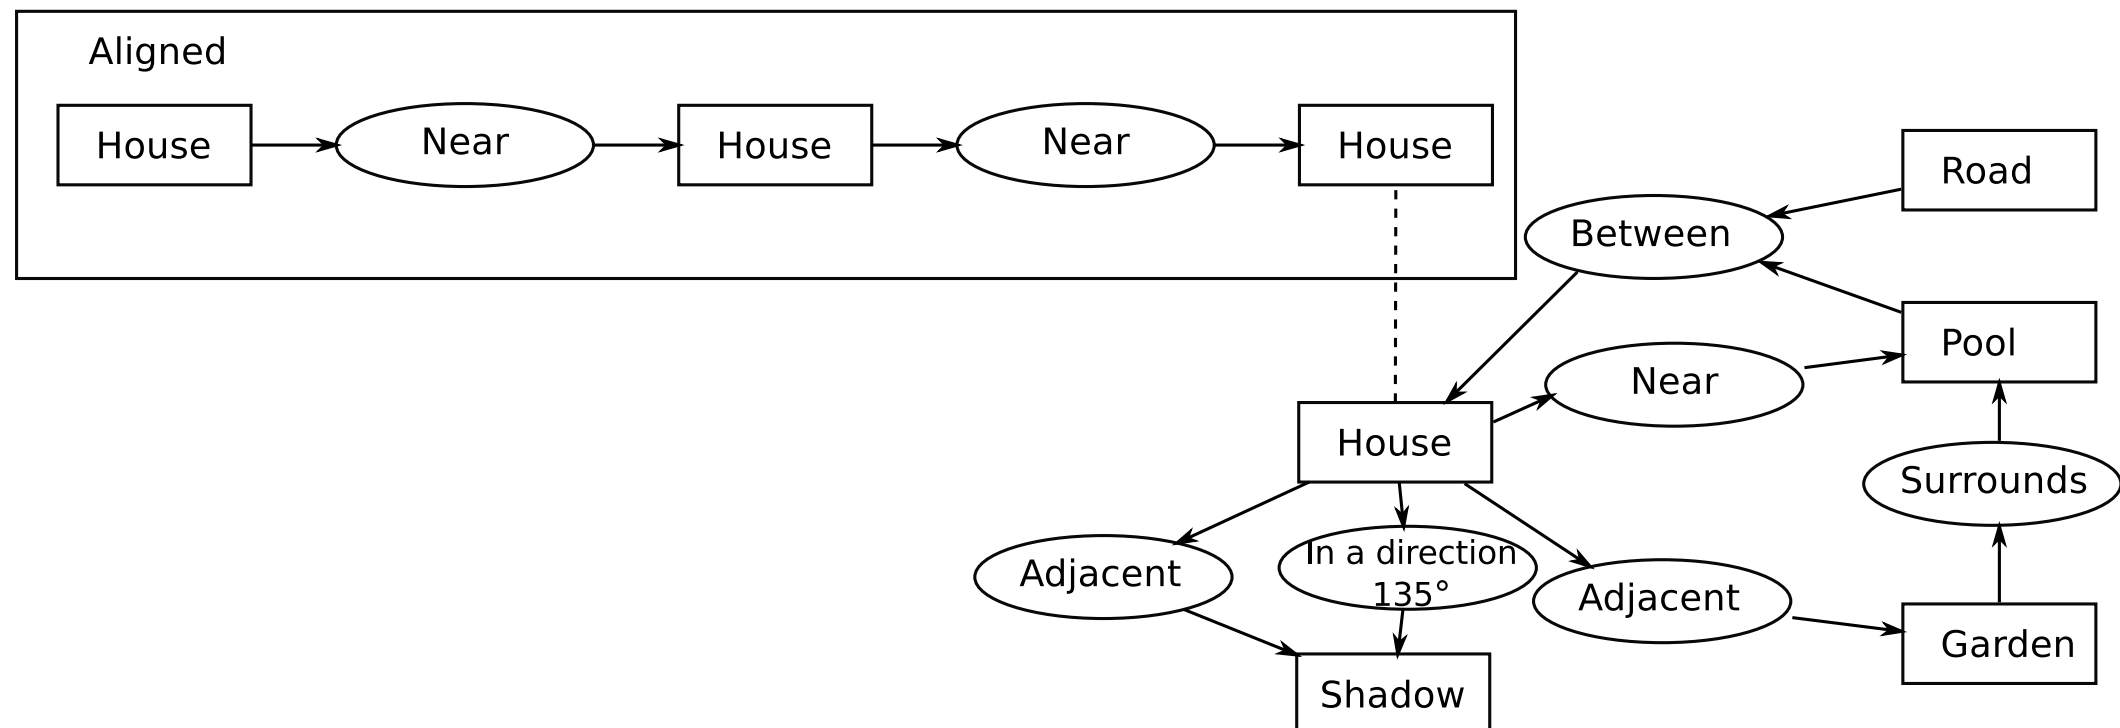 Aligned
House
Near
House
Near
House
Road
Between
Pool
Near
House
Surrounds
In a direction
135°
Adjacent
Adjacent
Garden
Shadow